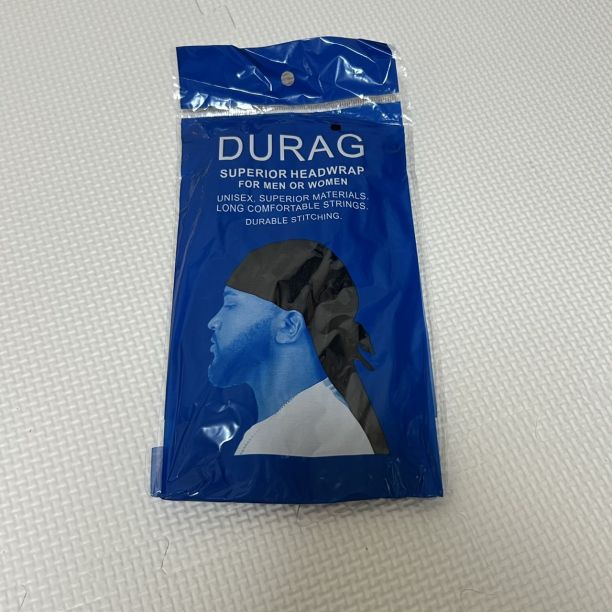 DURAG
SUPERIOR HEADWRAP
FOR MEN OR WOMEN
UNISEX, SUPERIOR MATERIALS.
LONG COMFORTABLE STRINGS.
DURABLE STITCHING.